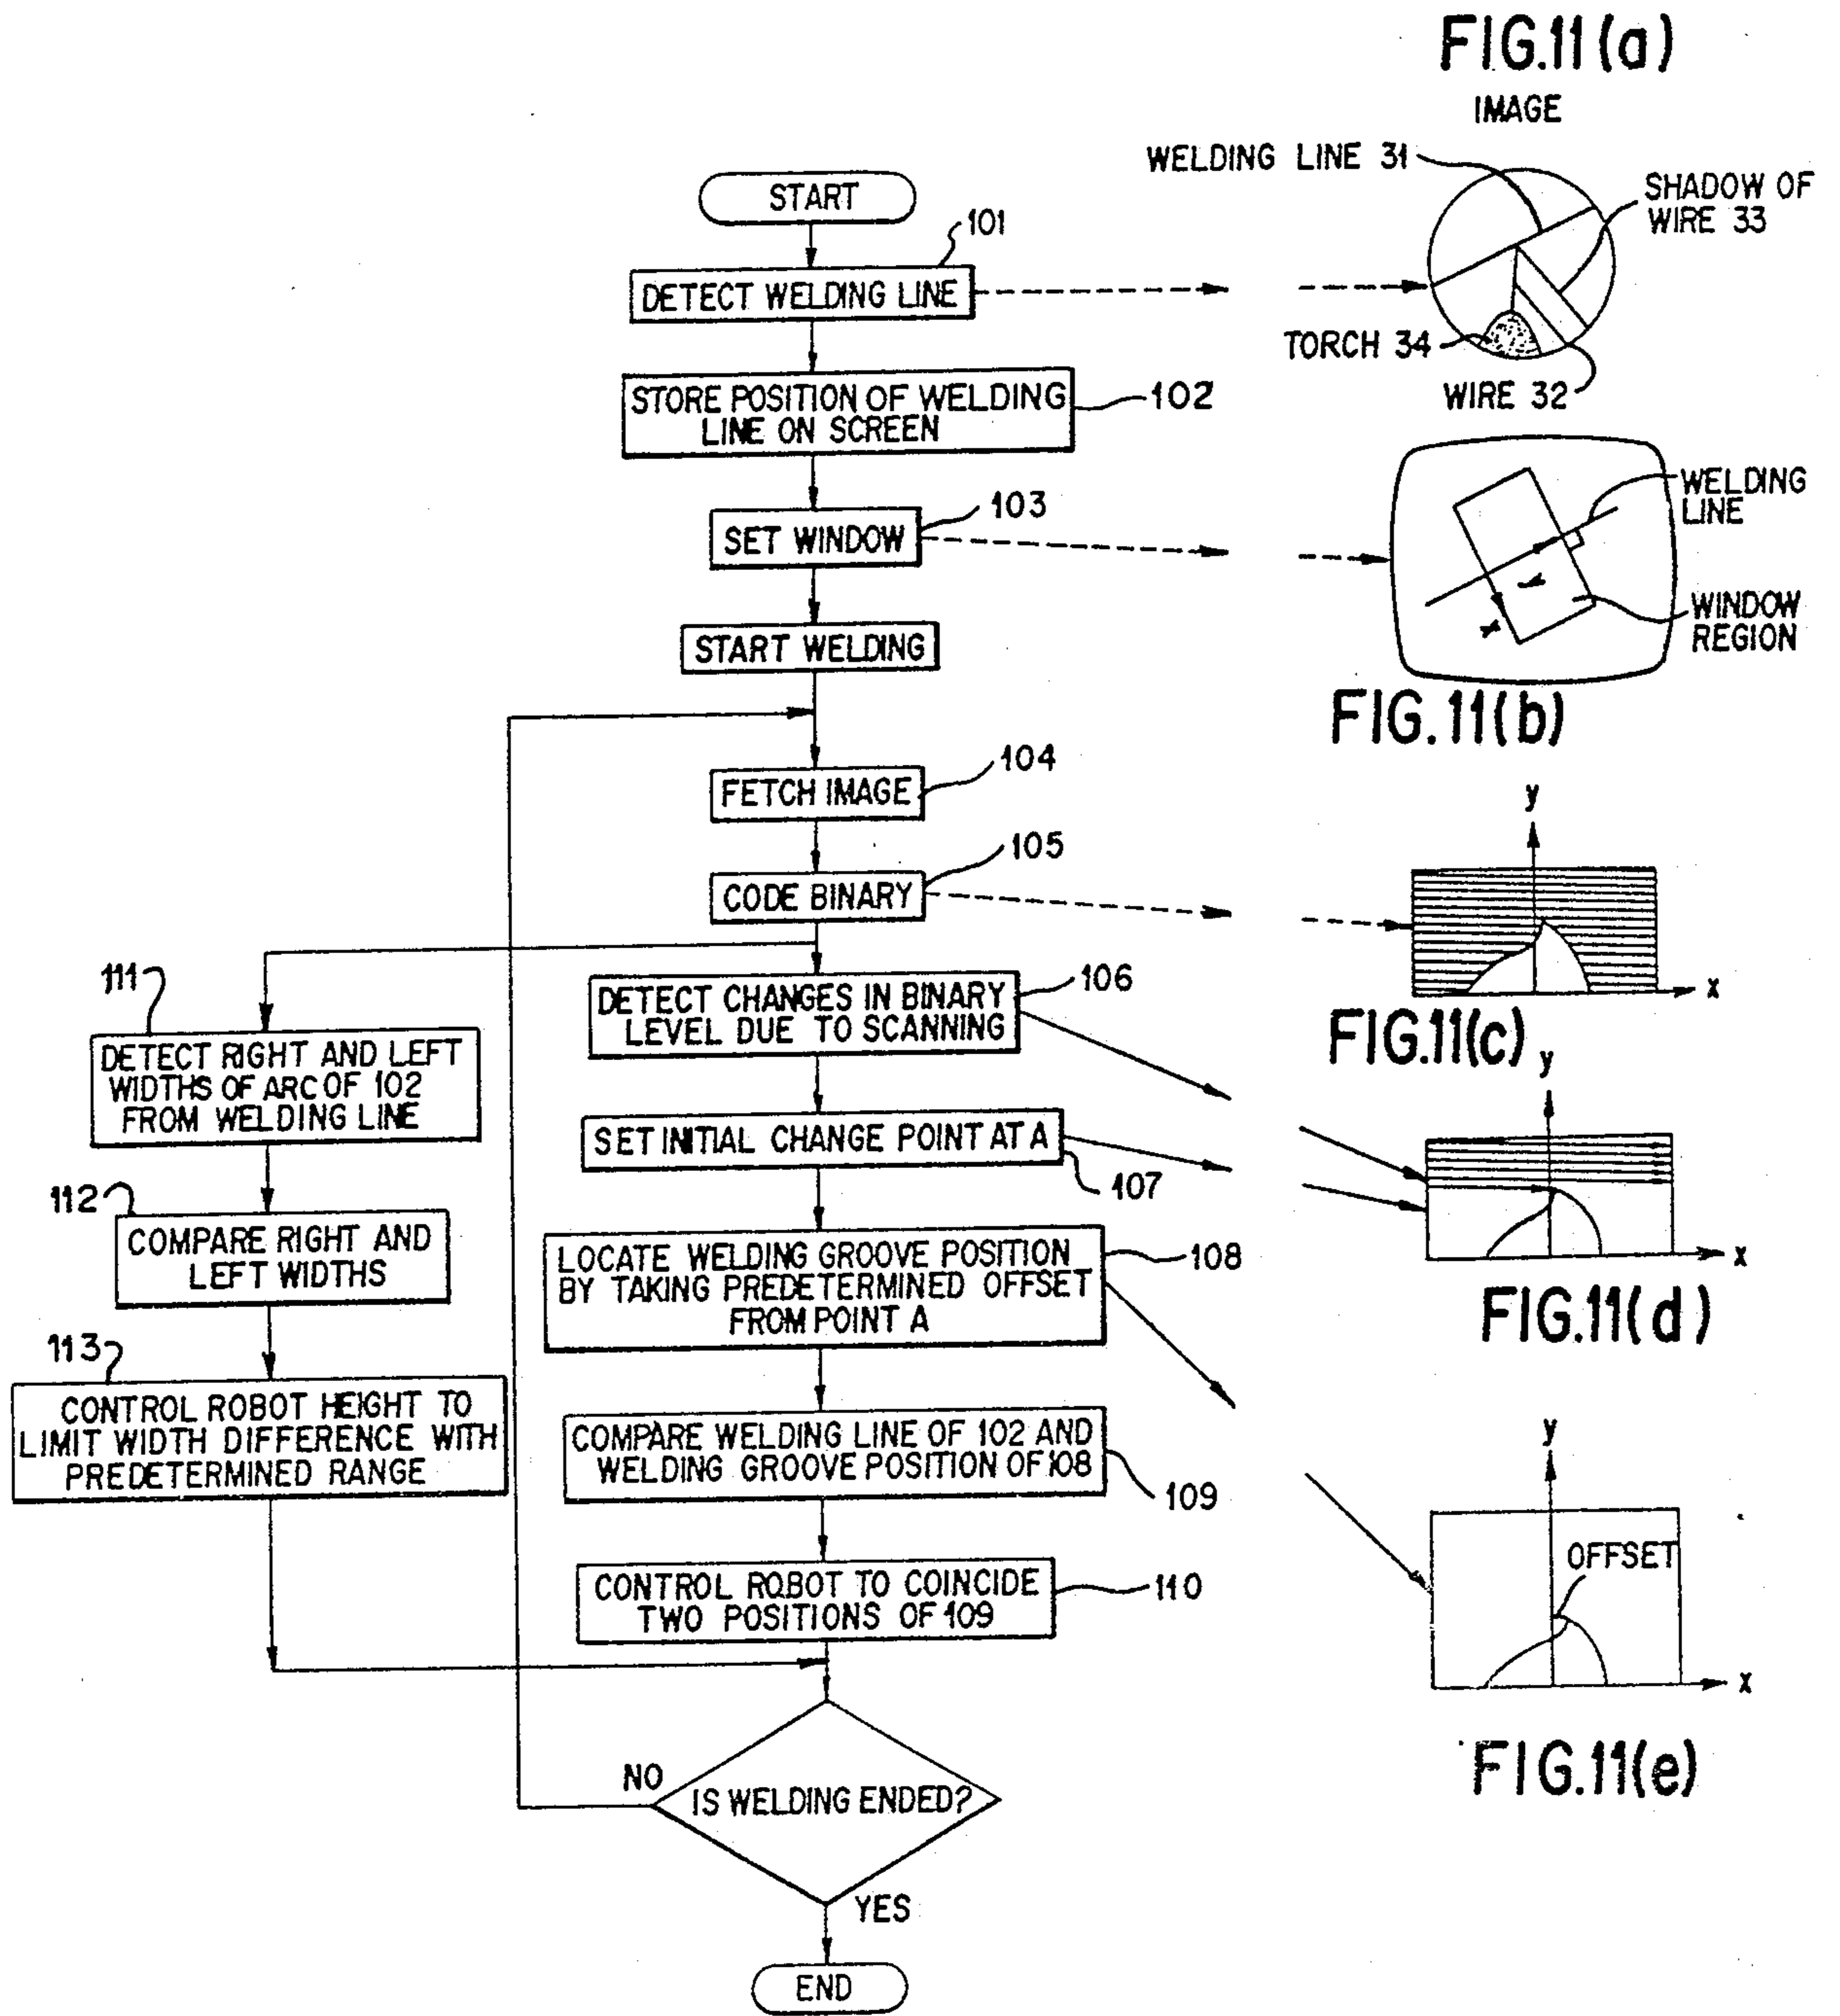 FIG.11(a)
IMAGE
WELDING LINE 31
SHADOW OF
WIRE 33
TORCH 34
WIRE 32
START
101
DETECT WELDING LINE
STORE POSITION OF WELDING
LINE ON SCREEN
102
103
SET WINDOW
WELDING
LINE
Y
X
WINDOW
REGION
FIG.11(b)
START WELDING
104
FETCH IMAGE
105
CODE BINARY
y
x
FIG.11(c)
111
DETECT RIGHT AND LEFT
WIDTHS OF ARC OF 102
FROM WELDING LINE
DETECT CHANGES IN BINARY
LEVEL DUE TO SCANNING
106
SET INITIAL CHANGE POINT AT A
107
y
x
FIG.11(d)
112
COMPARE RIGHT AND
LEFT WIDTHS
LOCATE WELDING GROOVE POSITION
BY TAKING PREDETERMINED OFFSET
FROM POINT A
108
113
CONTROL ROBOT HEIGHT TO
LIMIT WIDTH DIFFERENCE WITH
PREDETERMINED RANGE
COMPARE WELDING LINE OF 102 AND
WELDING GROOVE POSITION OF 108
109
y
OFFSET
x
FIG.11(e)
CONTROL ROBOT TO COINCIDE
TWO POSITIONS OF 109
110
NO
IS WELDING ENDED?
YES
END